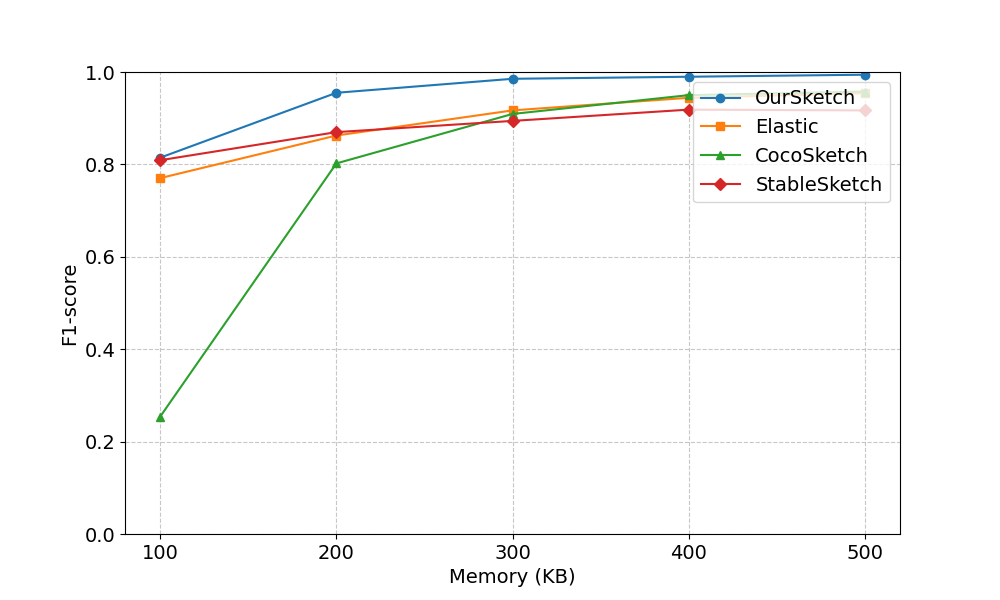 1.0
0.8
0.6
0.4
0.2
0.0
F1-score
OurSketch
Elastic
CocoSketch
StableSketch
100 200 300 400 500
Memory (KB)